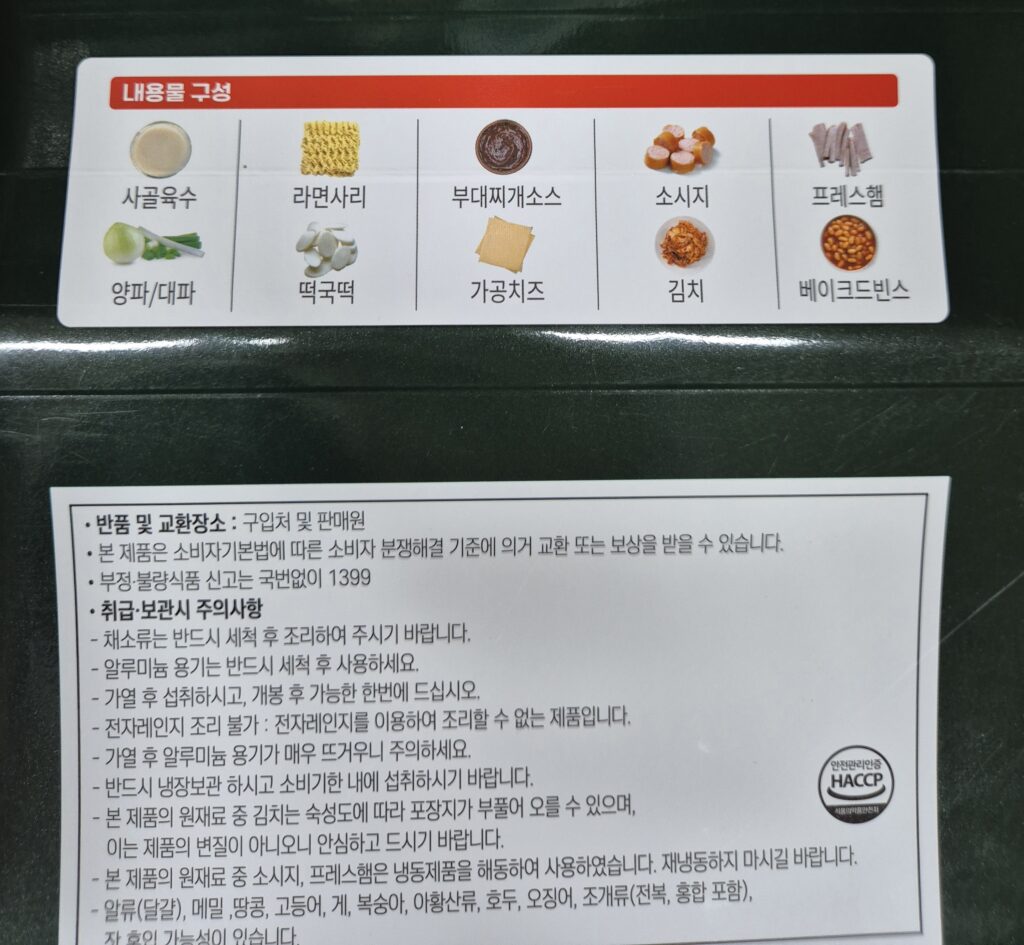 내용물 구성
사골육수 라면사리 부대찌개소스 소시지 프레스햄
양파/대파 떡국떡 가공치즈 김치 베이크드빈스
• 반품 및 교환장소 : 구입처 및 판매원
• 본 제품은 소비자기본법에 따른 소비자 분쟁해결 기준에 의거 교환 또는 보상을 받을 수 있습니다.
• 부정·불량식품 신고는 국번없이 1399
• 취급·보관시 주의사항
- 채소류는 반드시 세척 후 조리하여 주시기 바랍니다.
- 알루미늄 용기는 반드시 세척 후 사용하세요.
- 가열 후 섭취하시고, 개봉 후 가능한 한번에 드십시오.
- 전자레인지 조리 불가 : 전자레인지를 이용하여 조리할 수 없는 제품입니다.
- 가열 후 알루미늄 용기가 매우 뜨거우니 주의하세요.
- 반드시 냉장보관 하시고 소비기한 내에 섭취하시기 바랍니다.
- 본 제품의 원재료 중 김치는 숙성도에 따라 포장지가 부풀어 오를 수 있으며,
이는 제품의 변질이 아니오니 안심하고 드시기 바랍니다.
- 본 제품의 원재료 중 소시지, 프레스햄은 냉동제품을 해동하여 사용하였습니다. 재냉동하지 마시길 바랍니다.
- 알류(달걀), 메밀 ,땅콩, 고등어, 게, 복숭아, 아황산류, 호두, 오징어, 조개류(전복, 홍합 포함),
잣 혼입 가능성이 있습니다.
안전관리인증
HACCP
식품의약품안전처